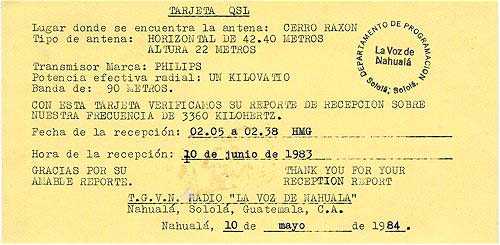 TARJETA QSL
Lugar donde se encuentra la antena: CERRO RAXON
Tipo de antena: HORIZONTAL DE 42.40 METROS
ALTURA 22 METROS
Transmisor Marca: PHILIPS
Potencia efectiva radial: UN KILOVATIO
Banda de: 90 METROS.
DEPARTAMENTO DE PROGRAMACION
La Voz de
Nahualá
Sololá, Sololá.
CON ESTA TARJETA VERIFICAMOS SU REPORTE DE RECEPCIÓN SOBRE
NUESTRA FRECUENCIA DE 3360 KILOHERTZ.
Fecha de la recepción: 02.05 a 02.38 HMG
Hora de la recepción: 10 de junio de 1983
GRACIAS POR SU
AMABLE REPORTE.
THANK YOU FOR YOUR
RECEPTION REPORT
T.G.V.N. RADIO "LA VOZ DE NAHUALA"
Nahualá, Sololá, Guatemala, C.A.
Nahualá, 10 de mayo de 1984.